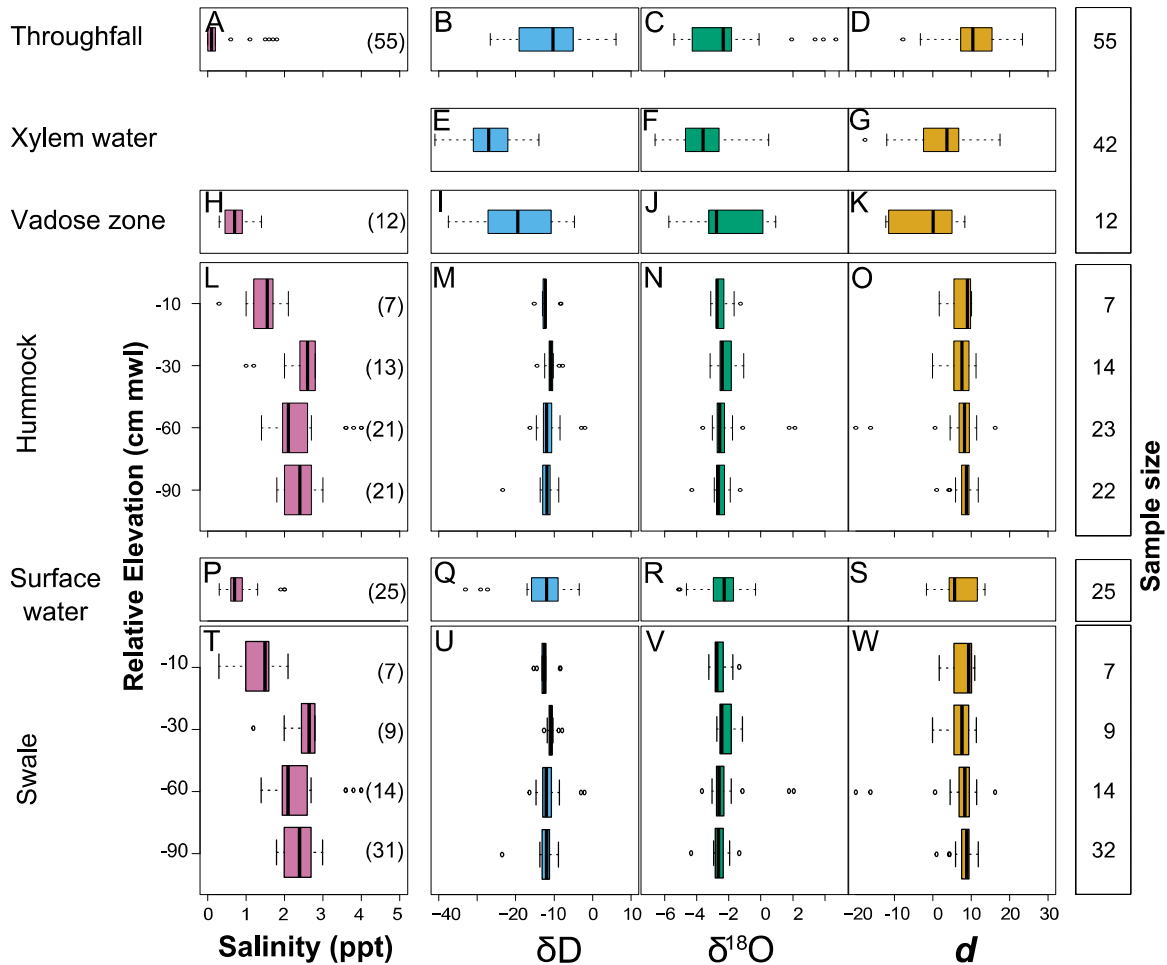 Throughfall
A
(55)
B
C
D
55
Xylem water
E
F
G
42
Vadose zone
H
(12)
I
J
K
12
Hummock
Relative Elevation (cm mwl)
L
M
N
O
-10
(7)
7
-30
(13)
14
-60
(21)
23
-90
(21)
22
Sample size
Surface
water
P
(25)
Q
R
S
25
Swale
T
U
V
W
-10
(7)
7
-30
(9)
9
-60
(14)
14
-90
(31)
32
0 1 2 3 4 5
−40 −30 −20 −10 0 10
−6 −4 −2 0 2 4
−20 −10 0 10 20 30
Salinity (ppt)
δD
δ¹⁸O
d